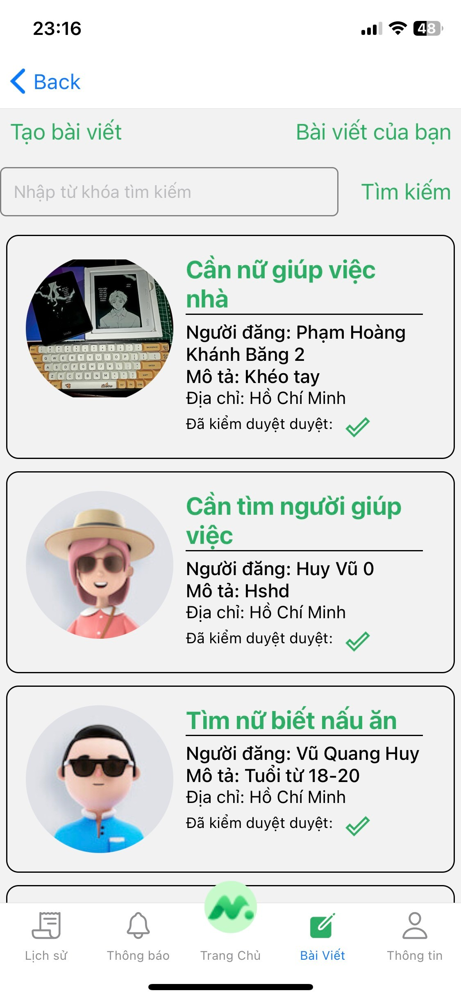 23:16
48
Back
Tạo bài viết
Bài viết của bạn
Nhập từ khóa tìm kiếm
Tìm kiếm
Cần nữ giúp việc
nhà
Người đăng: Phạm Hoàng
Khánh Băng 2
Mô tả: Khéo tay
Địa chỉ: Hồ Chí Minh
Đã kiểm duyệt duyệt:
Cần tìm người giúp
việc
Người đăng: Huy Vũ 0
Mô tả: Hshd
Địa chỉ: Hồ Chí Minh
Đã kiểm duyệt duyệt:
Tìm nữ biết nấu ăn
Người đăng: Vũ Quang Huy
Mô tả: Tuổi từ 18-20
Địa chỉ: Hồ Chí Minh
Đã kiểm duyệt duyệt:
Lịch sử
Thông báo
Trang Chủ
Bài Viết
Thông tin